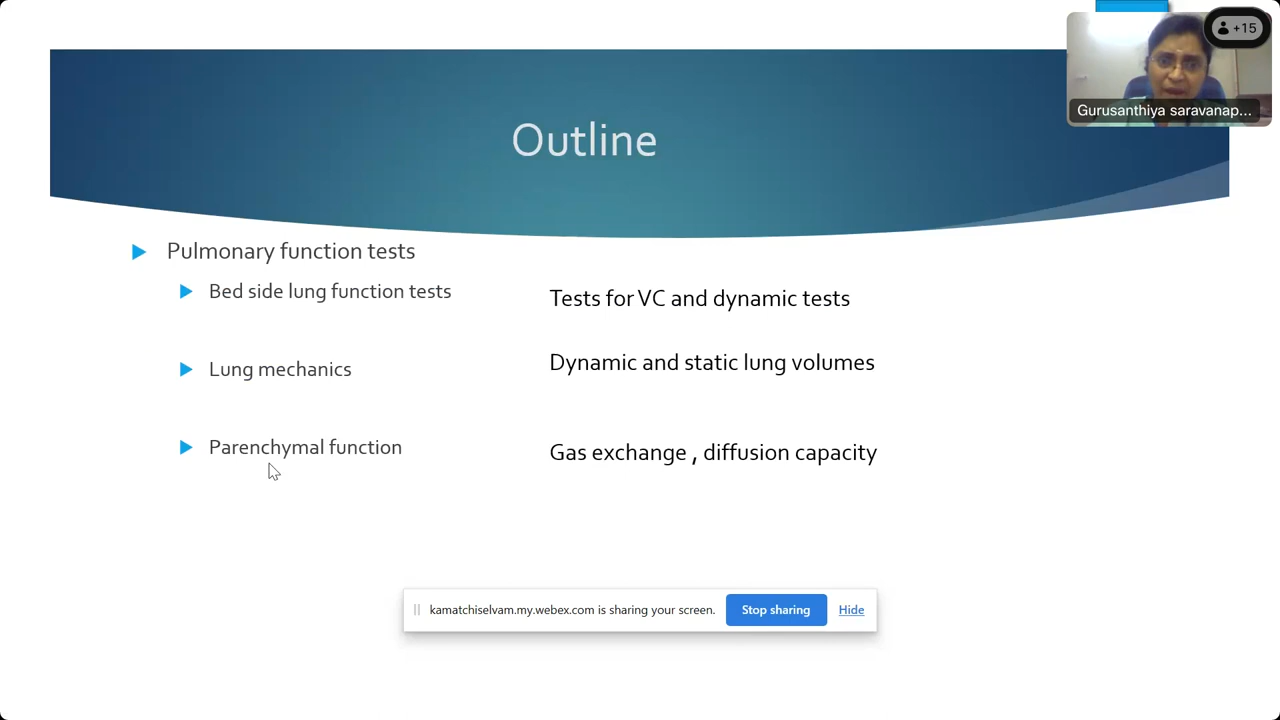 +15
Gurusanthiya saravanap...
Outline
Pulmonary function tests
Bed side lung function tests
Tests for VC and dynamic tests
Lung mechanics
Dynamic and static lung volumes
Parenchymal function
Gas exchange , diffusion capacity
kamatchiselvam.my.webex.com is sharing your screen.
Stop sharing
Hide